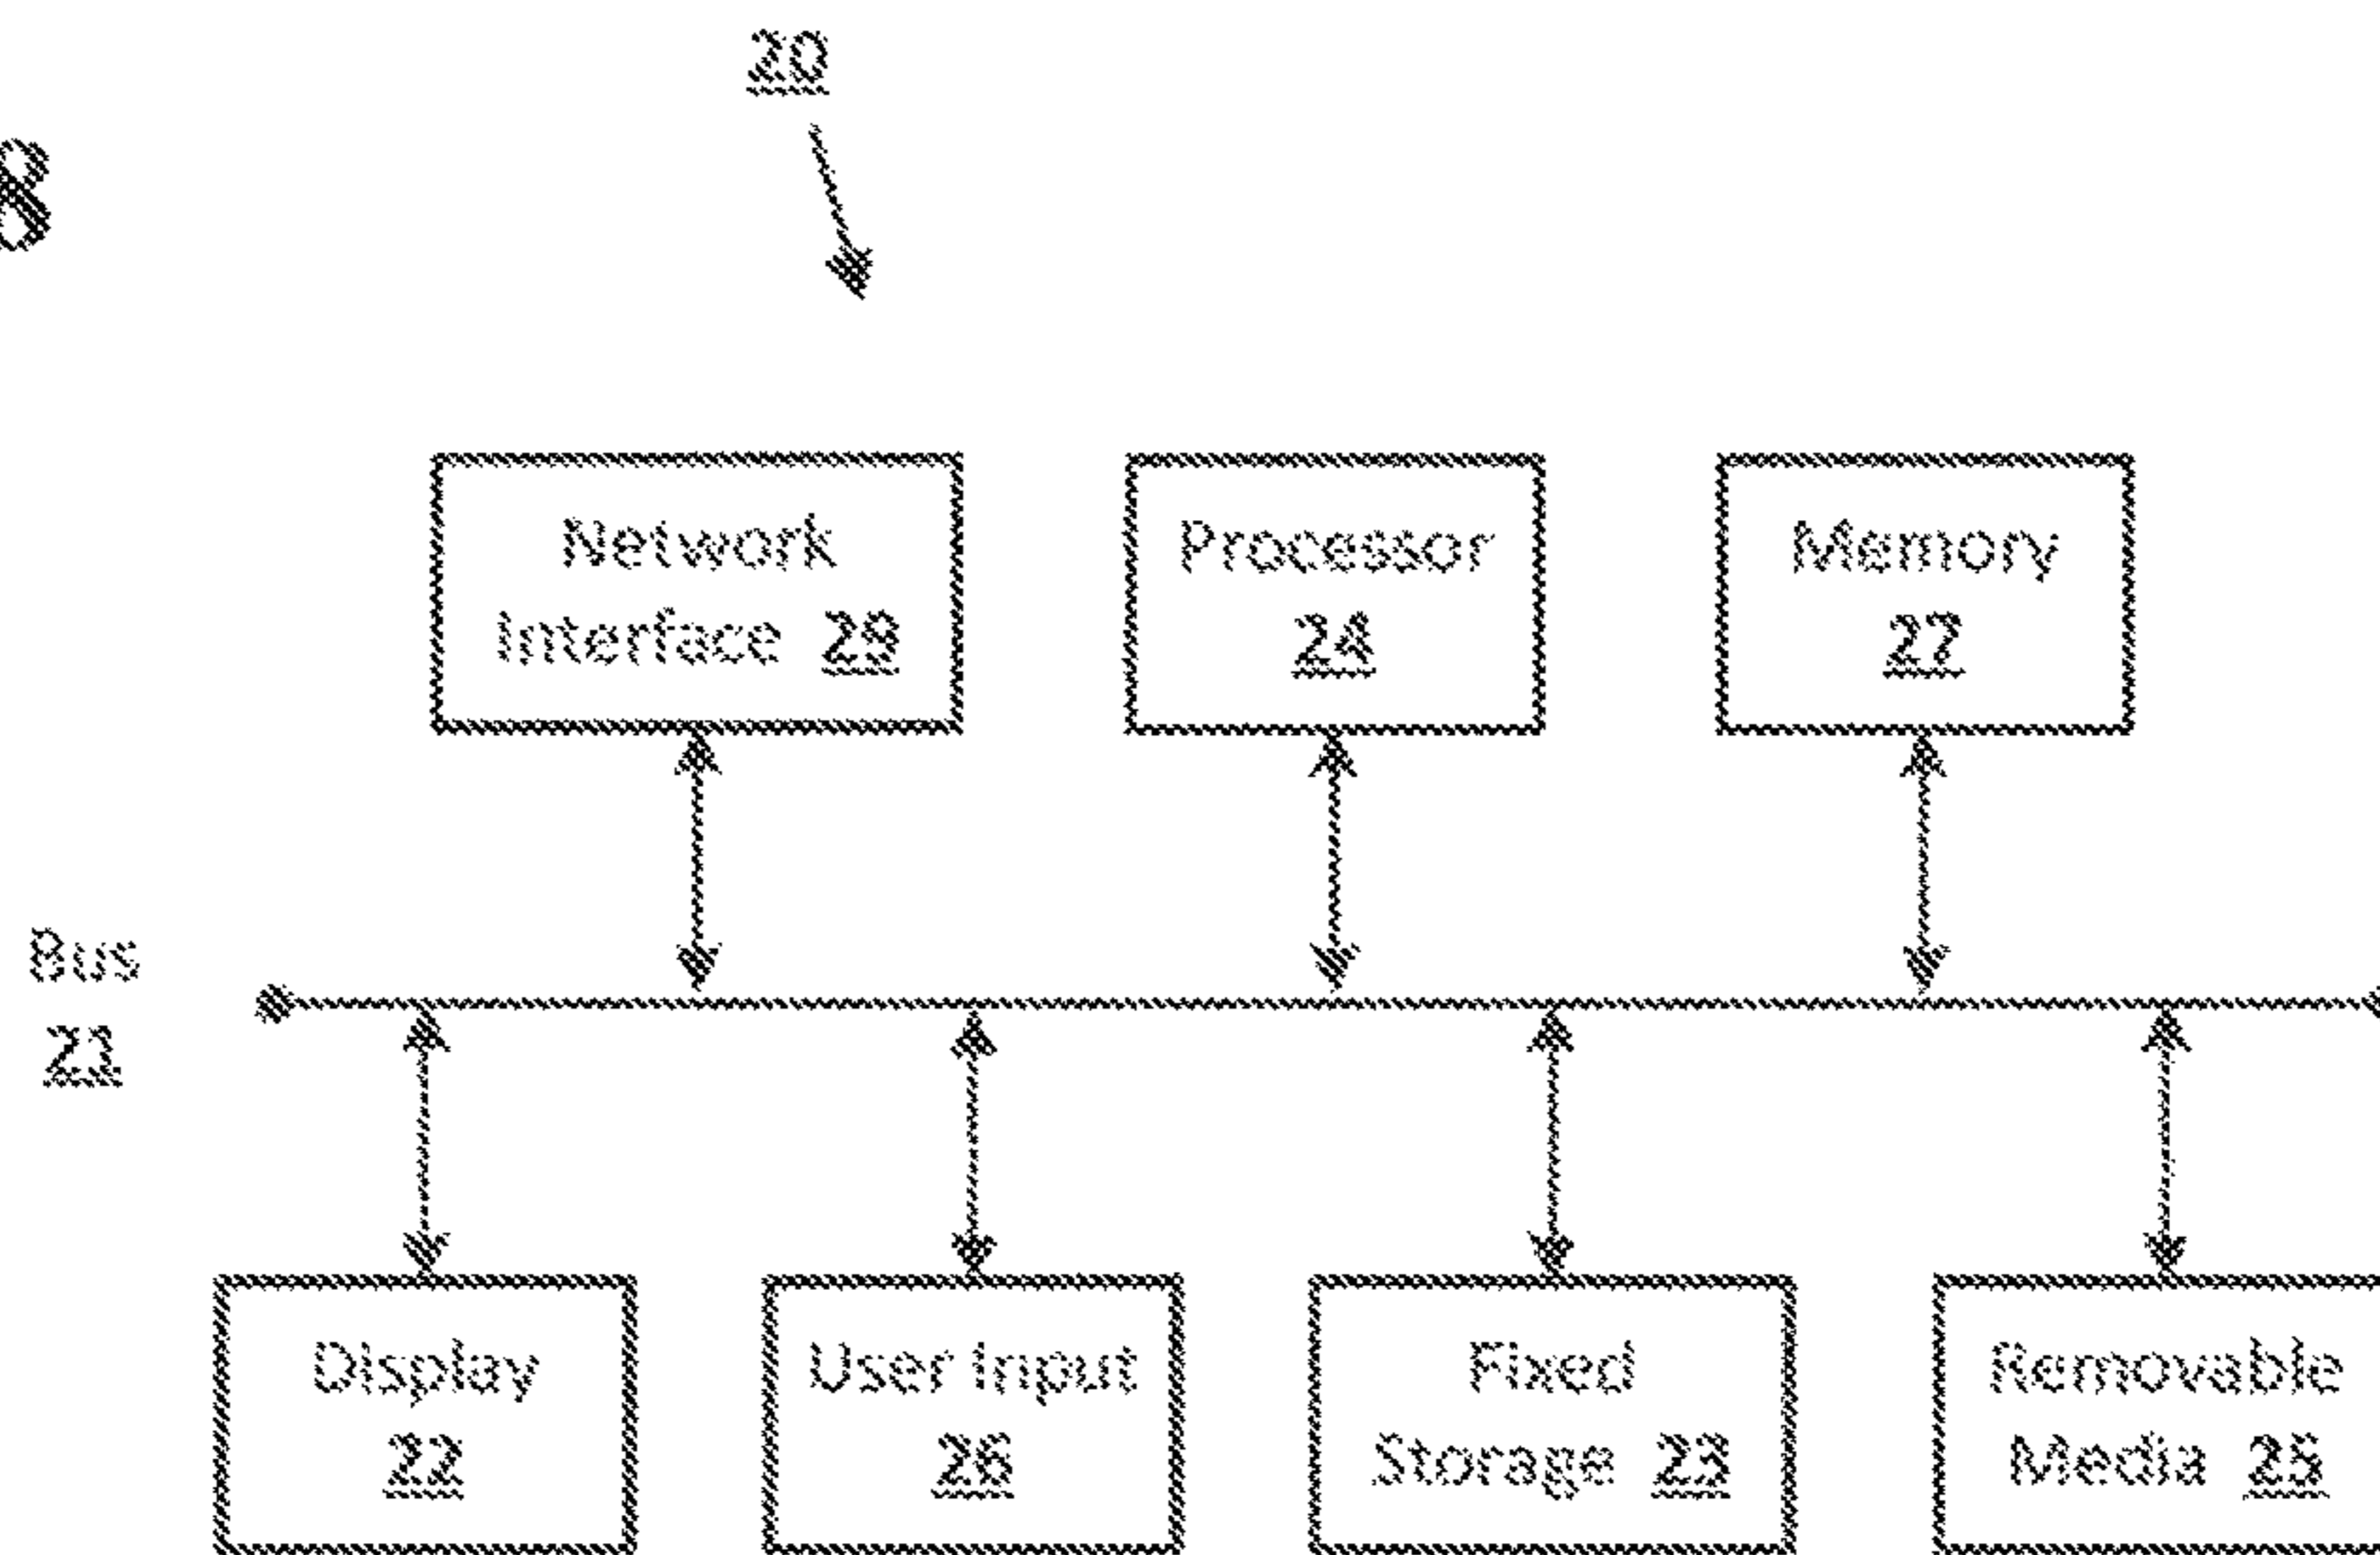 20
8
Network
Interface 29
Processor
24
Memory
27
Bus
21
Display
22
User Input
26
Fixed
Storage 23
Removable
Media 25